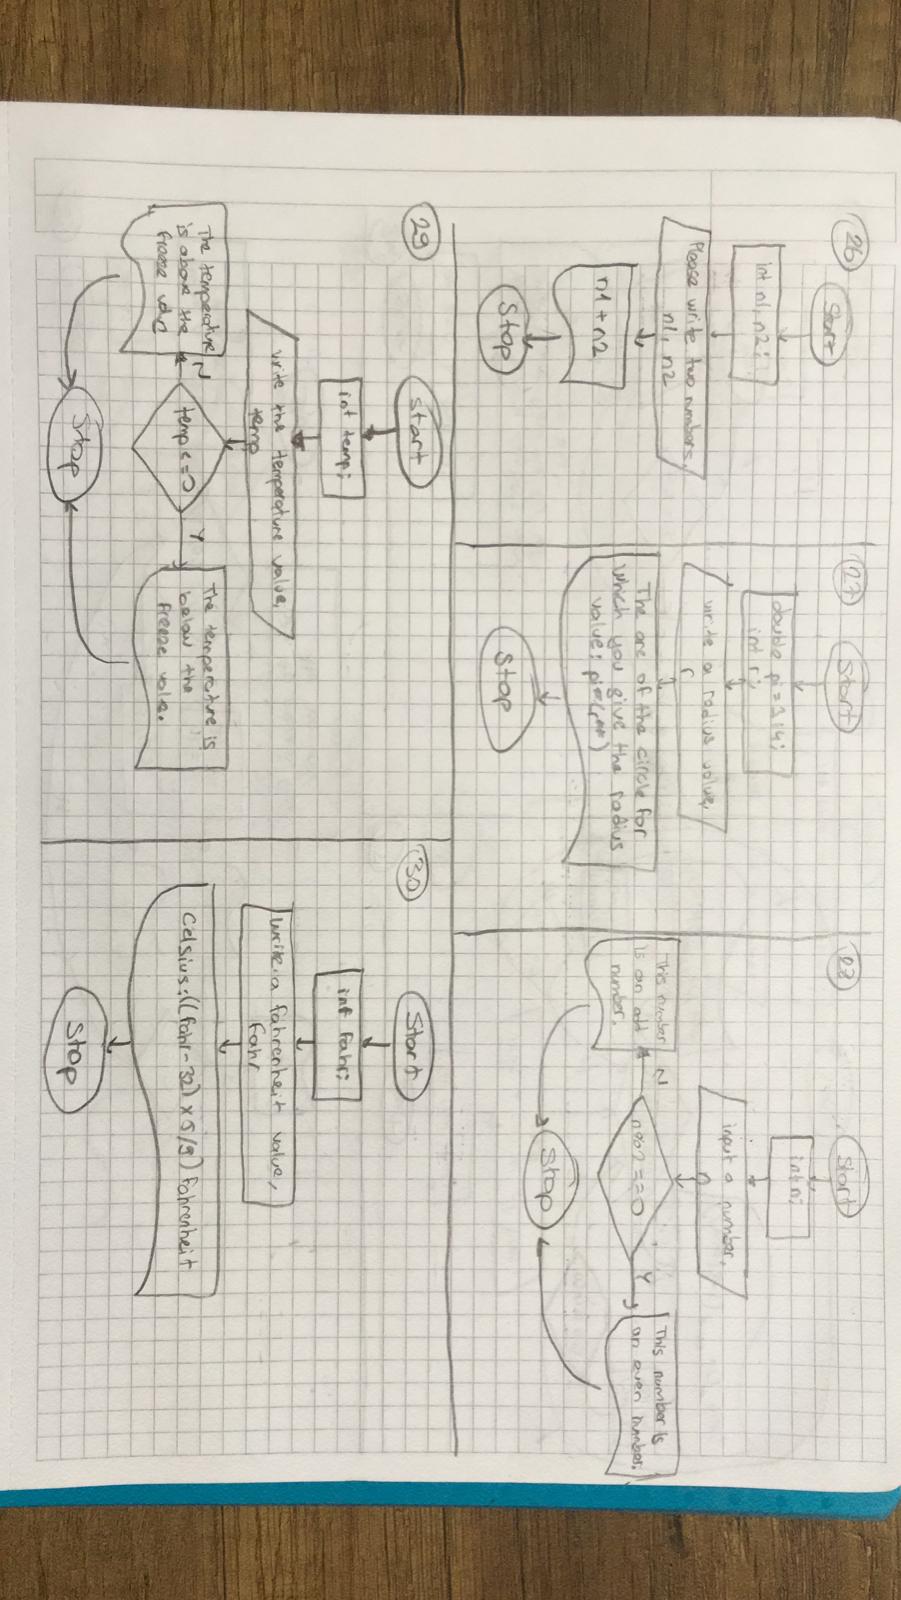 26
Start
int n1, n2;
Please write two numbers,
n1, n2
n1 + n2
Stop
27
Start
double pi = 3.14;
int r;
write a radius value,
r
The are of the circle for
which you give the radius
value: pi*(r**)
Stop
28
Start
int n;
input a number,
n
n%2 == 0
N
This number
is an odd
number.
Y
This number is
an even number.
Stop
29
Start
int temp;
write the temperature value,
temp
temp <= 0
N
The temperature
is above the
freeze
Y
The temperature is
below the
freeze value.
Stop
30
Start
int fahr;
Write a fahrenheit value,
fahr
Celsius: ((fahr - 32) x 5/9) fahrenheit
Stop